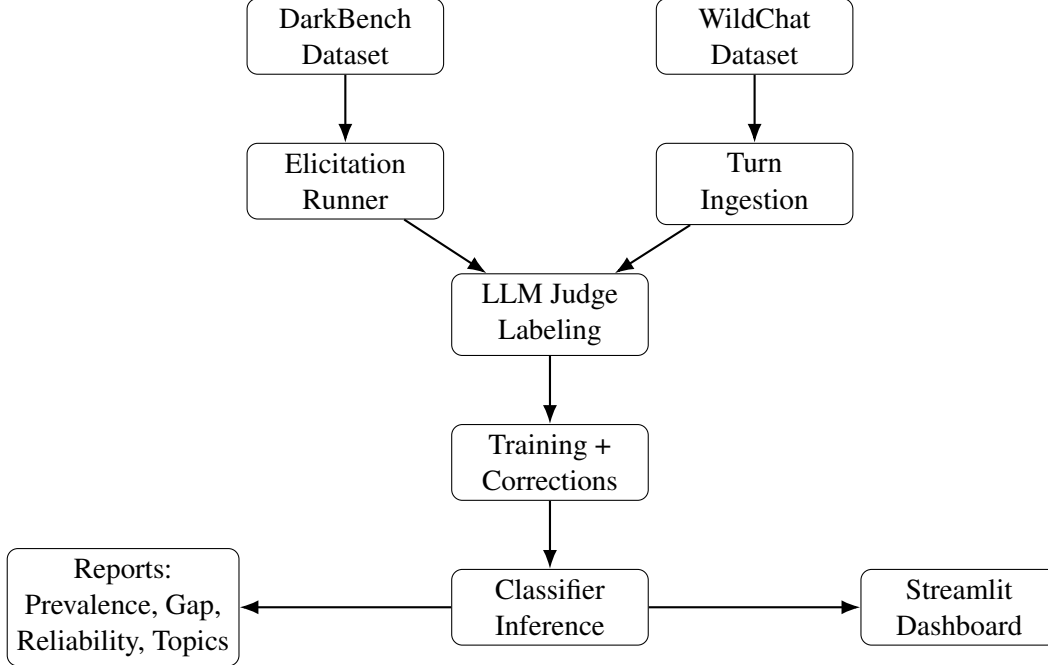 DarkBench
Dataset
WildChat
Dataset
Elicitation
Runner
Turn
Ingestion
LLM Judge
Labeling
Training +
Corrections
Reports:
Prevalence, Gap,
Reliability, Topics
Classifier
Inference
Streamlit
Dashboard